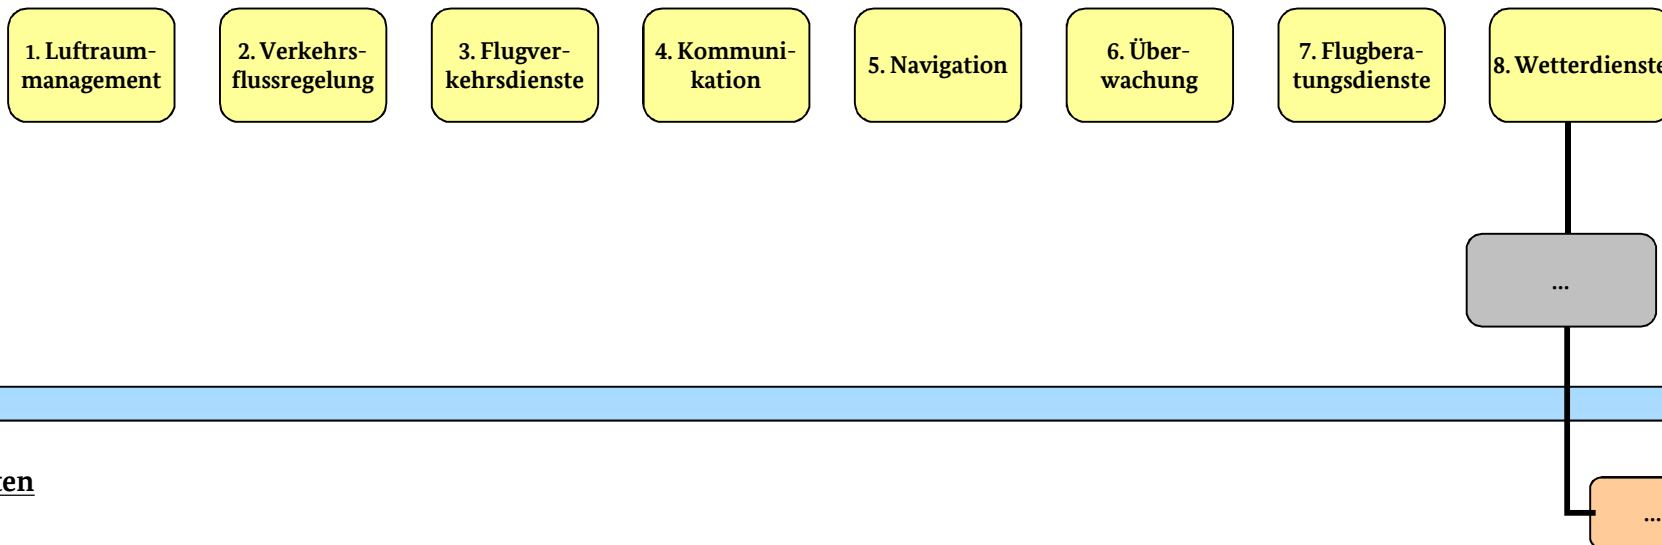 1. Luftraum-
management
2. Verkehrs-
flussregelung
3. Flugver-
kehrsdienste
4. Kommuni-
kation
5. Navigation
6. Über-
wachung
7. Flugbera-
tungsdienste
8. Wetterdienste
...
ten
...